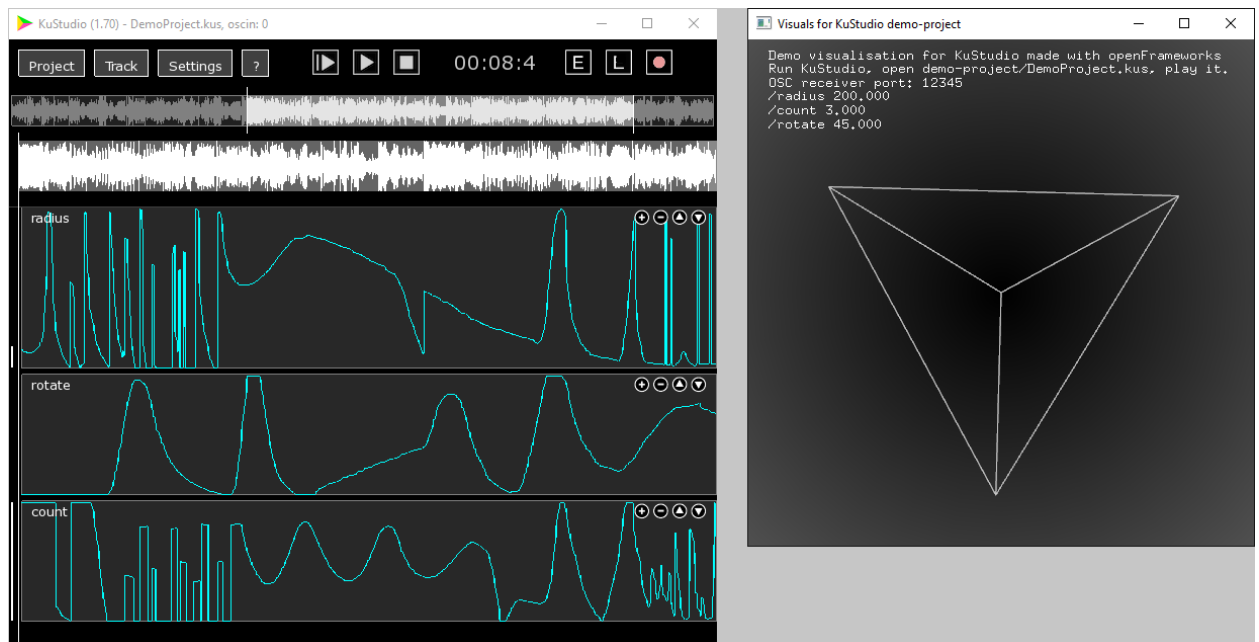 KuStudio (1.70) - DemoProject.kus, oscin: 0
Project Track Settings ? 00:08:4 E L
radius
rotate
count
Visuals for KuStudio demo-project
Demo visualisation for KuStudio made with openFrameworks
Run KuStudio, open demo-project/DemoProject.kus, play it.
OSC receiver port: 12345
/radius 200.000
/count 3.000
/rotate 45.000